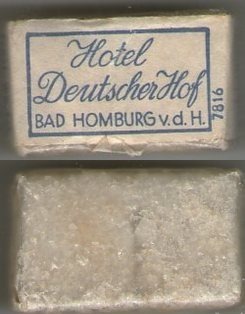 Hotel
Deutscher Hof
BAD HOMBURG v. d. H.
7816